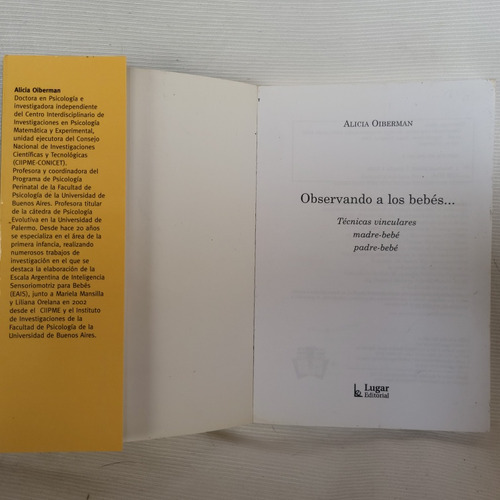 Alicia Oiberman
Doctora en Psicología e
investigadora independiente
del Centro Interdisciplinario de
Investigaciones en Psicología
Matemática y Experimental,
unidad ejecutora del Consejo
Nacional de Investigaciones
Científicas y Tecnológicas
(CIIPME-CONICET).
Profesora y coordinadora del
Programa de Psicología
Perinatal de la Facultad de
Psicología de la Universidad de
Buenos Aires. Profesora titular
de la cátedra de Psicología
Evolutiva en la Universidad de
Palermo. Desde hace 20 años
se especializa en el área de la
primera infancia, realizando
numerosos trabajos de
investigación en el que se
destaca la elaboración de la
Escala Argentina de Inteligencia
Sensoriomotriz para Bebés
(EAIS), junto a Mariela Mansilla
y Liliana Orelana en 2002
desde el CIIPME y el Instituto
de Investigaciones de la
Facultad de Psicología de la
Universidad de Buenos Aires.
ALICIA OIBERMAN
Observando a los bebés...
Técnicas vinculares
madre-bebé
padre-bebé
Lugar
Editorial